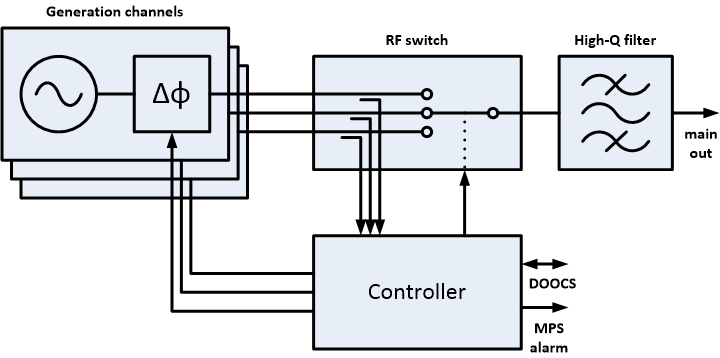 Generation channels
RF switch
High-Q filter
Δϕ
main
out
Controller
DOOCS
MPS
alarm